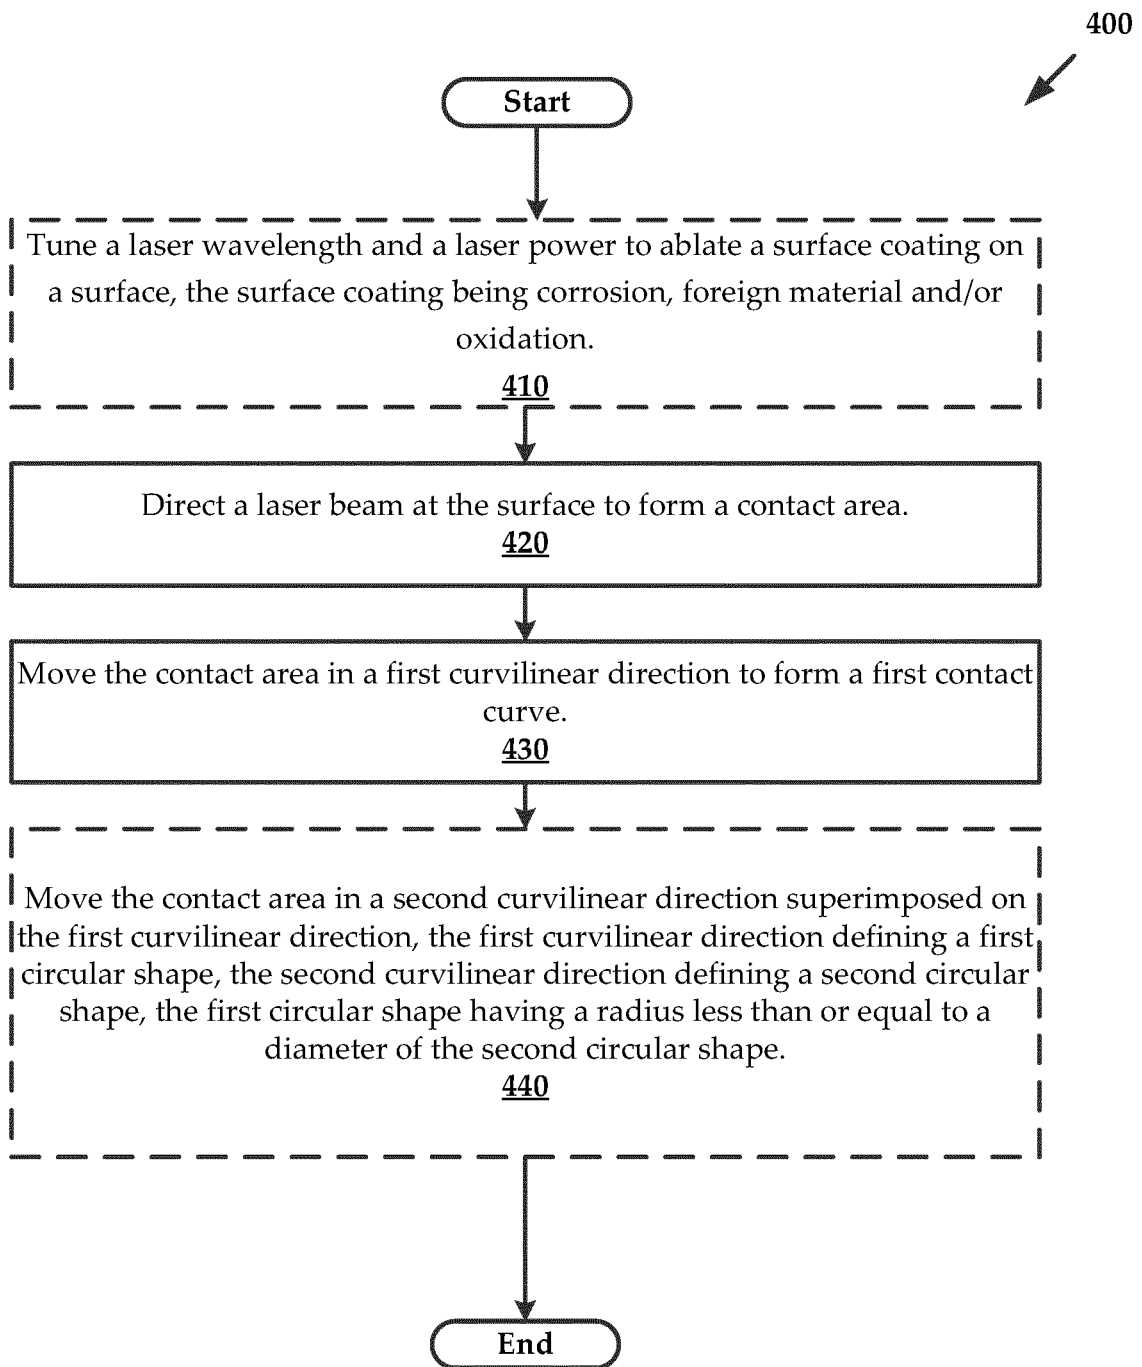 400
Start
Tune a laser wavelength and a laser power to ablate a surface coating on
a surface, the surface coating being corrosion, foreign material and/or
oxidation.
410
Direct a laser beam at the surface to form a contact area.
420
Move the contact area in a first curvilinear direction to form a first contact
curve.
430
Move the contact area in a second curvilinear direction superimposed on
the first curvilinear direction, the first curvilinear direction defining a first
circular shape, the second curvilinear direction defining a second circular
shape, the first circular shape having a radius less than or equal to a
diameter of the second circular shape.
440
End